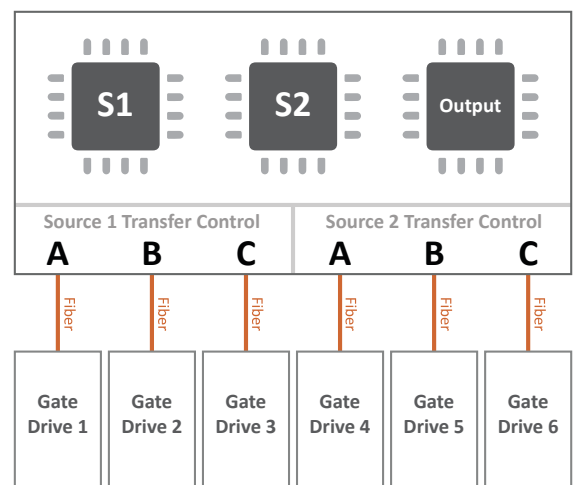 S1
S2
Output
Source 1 Transfer Control
Source 2 Transfer Control
A B C A B C
Fiber Fiber Fiber Fiber Fiber Fiber
Gate Gate Gate Gate Gate Gate
Drive 1 Drive 2 Drive 3 Drive 4 Drive 5 Drive 6